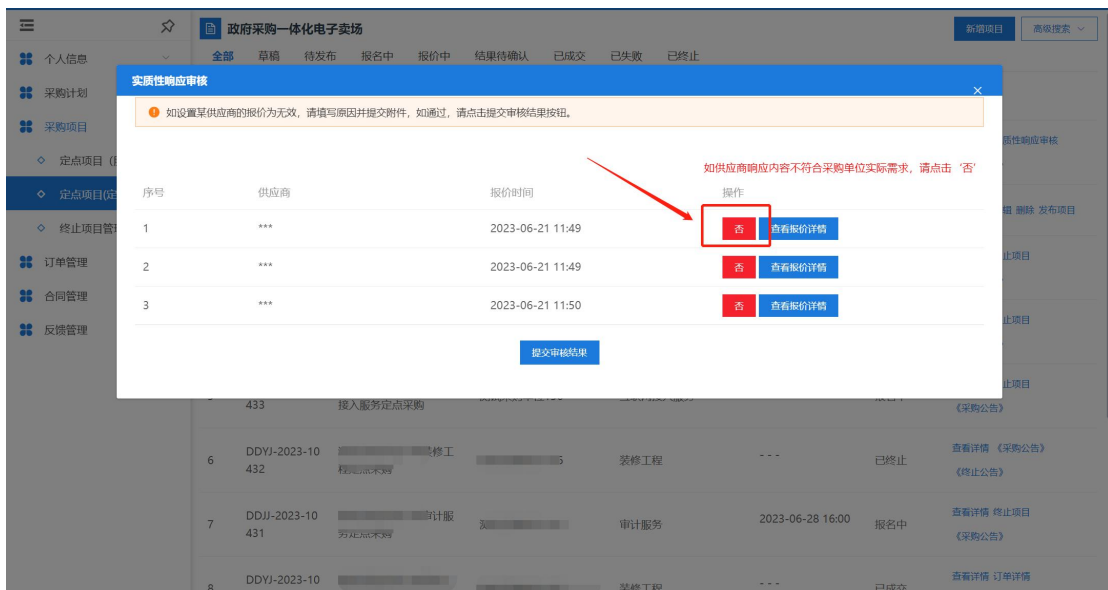 政府采购一体化电子卖场
新增项目 高级搜索
个人信息
全部 草稿 待发布 报名中 报价中 结果待确认 已成交 已失败 已终止
采购计划
采购项目
定点项目
定点项目(定
终止项目管
订单管理
合同管理
反馈管理
实质性响应审核
如设置某供应商的报价为无效，请填写原因并提交附件，如通过，请点击提交审核结果按钮。
如供应商响应内容不符合采购单位实际需求，请点击‘否’
序号 供应商 报价时间 操作
1 *** 2023-06-21 11:49 否 查看报价详情
2 *** 2023-06-21 11:49 否 查看报价详情
3 *** 2023-06-21 11:50 否 查看报价详情
提交审核结果
质性响应审核
辑 删除 发布项目
止项目
止项目
止项目
433 接入服务定点采购 《采购公告》
6 DDYJ-2023-10 修工 装修工程 - - - 已终止 查看详情 《采购公告》
432 《终止公告》
7 DDJJ-2023-10 审计服 审计服务 2023-06-28 16:00 报名中 查看详情 终止项目
431 务定点采购 《采购公告》
8 DDYJ-2023-10 装修工程 - - - 已成交 查看详情 订单详情